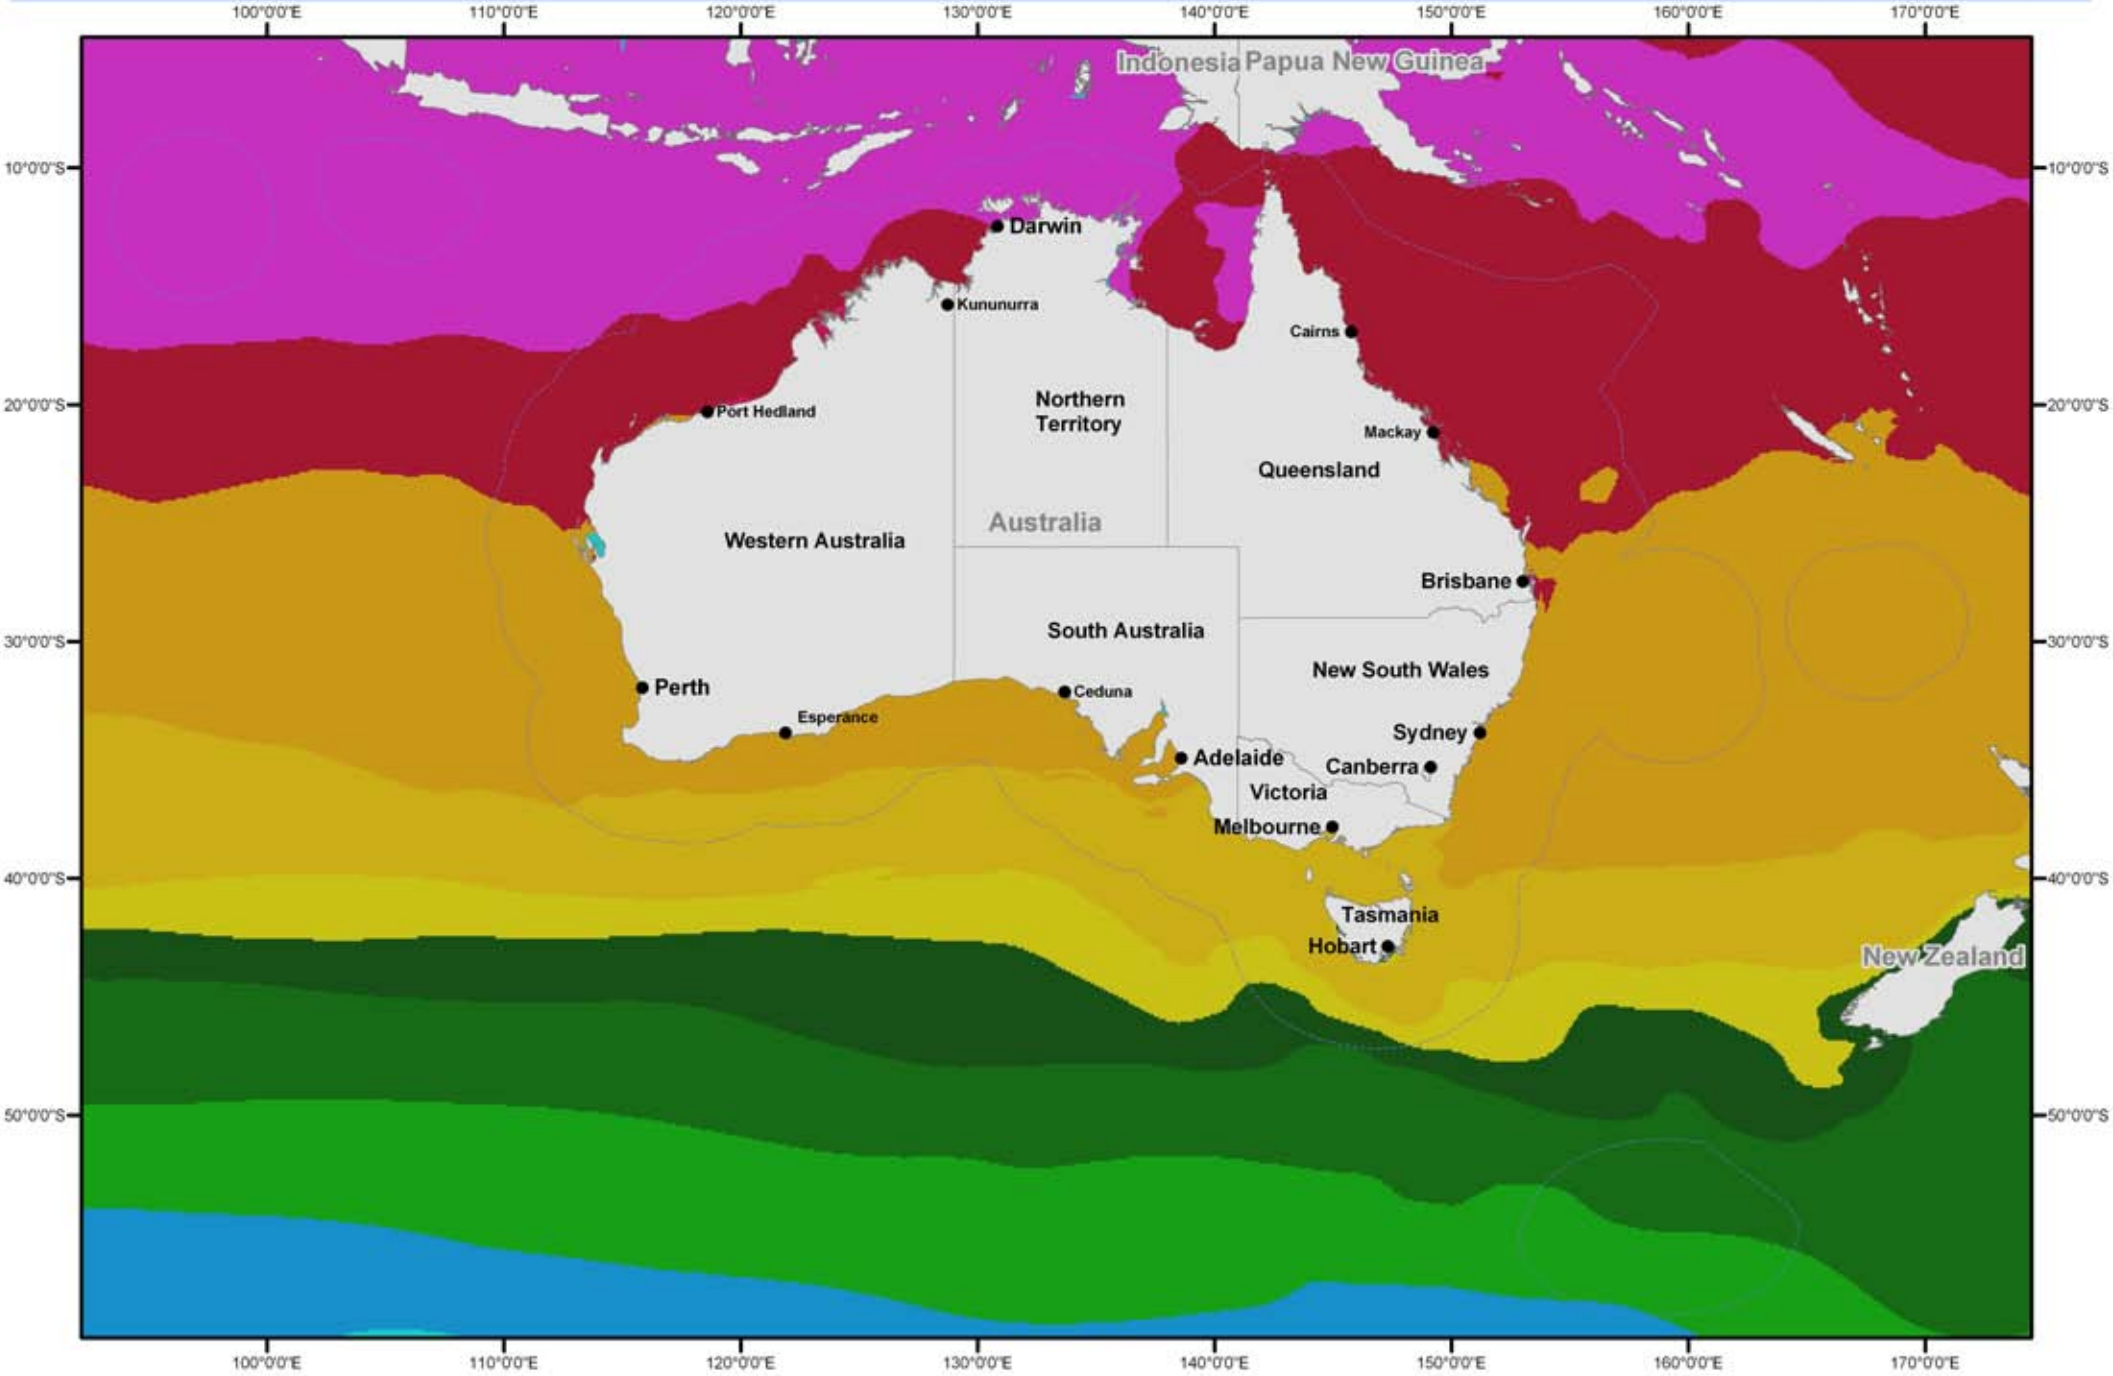 100°0'0"E 110°0'0"E 120°0'0"E 130°0'0"E 140°0'0"E 150°0'0"E 160°0'0"E 170°0'0"E
Indonesia Papua New Guinea
10°0'0"S 10°0'0"S
Darwin
Kununurra
Cairns
20°0'0"S 20°0'0"S
Port Hedland
Northern
Territory
Mackay
Queensland
Australia
Western Australia
Brisbane
South Australia
30°0'0"S 30°0'0"S
New South Wales
Perth
Ceduna
Esperance
Sydney
Adelaide
Canberra
Victoria
Melbourne
40°0'0"S 40°0'0"S
Tasmania
Hobart
New Zealand
50°0'0"S 50°0'0"S
100°0'0"E 110°0'0"E 120°0'0"E 130°0'0"E 140°0'0"E 150°0'0"E 160°0'0"E 170°0'0"E